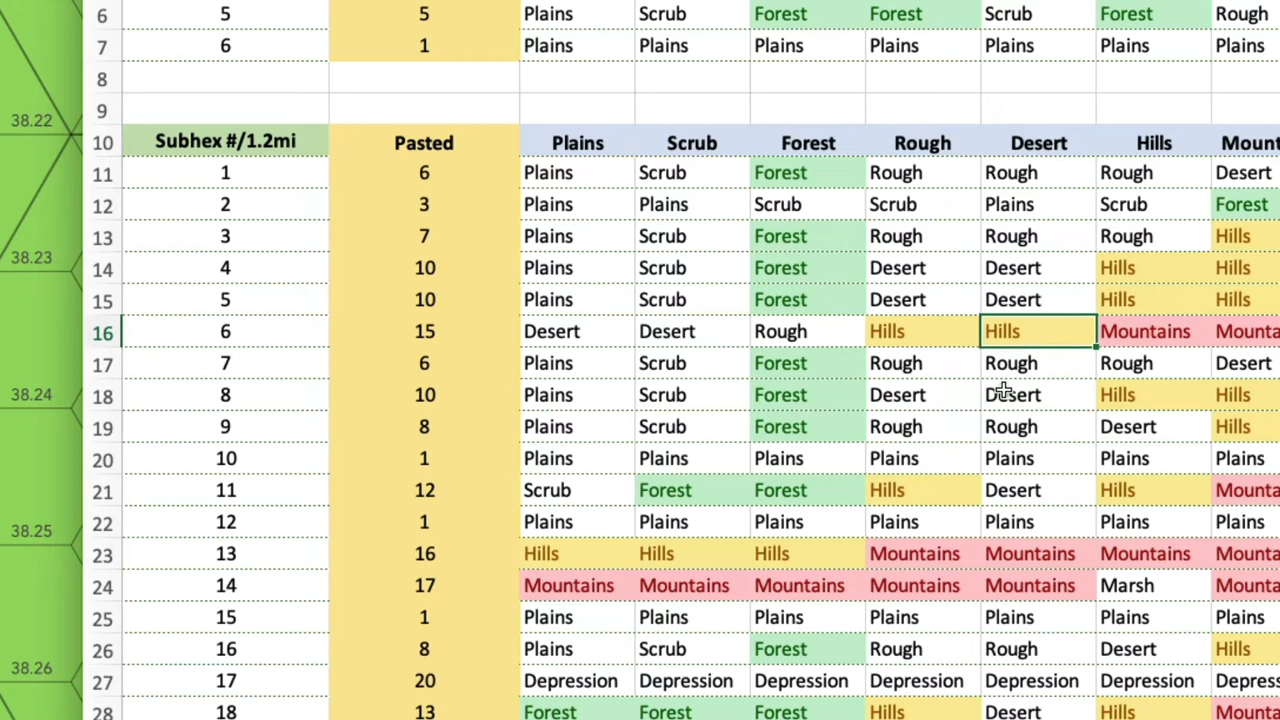 6 5 5 Plains Scrub Forest Forest Scrub Forest Rough
7 6 1 Plains Plains Plains Plains Plains Plains Plains
8
38.22
9
10 Subhex #/1.2mi Pasted Plains Scrub Forest Rough Desert Hills Mount
11 1 6 Plains Scrub Forest Rough Rough Rough Desert
12 2 3 Plains Plains Scrub Scrub Plains Scrub Forest
13 3 7 Plains Scrub Forest Rough Rough Rough Hills
38.23
14 4 10 Plains Scrub Forest Desert Desert Hills Hills
15 5 10 Plains Scrub Forest Desert Desert Hills Hills
16 6 15 Desert Desert Rough Hills Hills Mountains Mounta
17 7 6 Plains Scrub Forest Rough Rough Rough Desert
38.24
18 8 10 Plains Scrub Forest Desert Desert Hills Hills
19 9 8 Plains Scrub Forest Rough Rough Desert Hills
20 10 1 Plains Plains Plains Plains Plains Plains Plains
21 11 12 Scrub Forest Forest Hills Desert Hills Mounta
22 12 1 Plains Plains Plains Plains Plains Plains Plains
38.25
23 13 16 Hills Hills Hills Mountains Mountains Mountains Mounta
24 14 17 Mountains Mountains Mountains Mountains Mountains Marsh Mounta
25 15 1 Plains Plains Plains Plains Plains Plains Plains
26 16 8 Plains Scrub Forest Rough Rough Desert Hills
38.26
27 17 20 Depression Depression Depression Depression Depression Depression Depress
28 18 13 Forest Forest Forest Hills Desert Hills Mounta